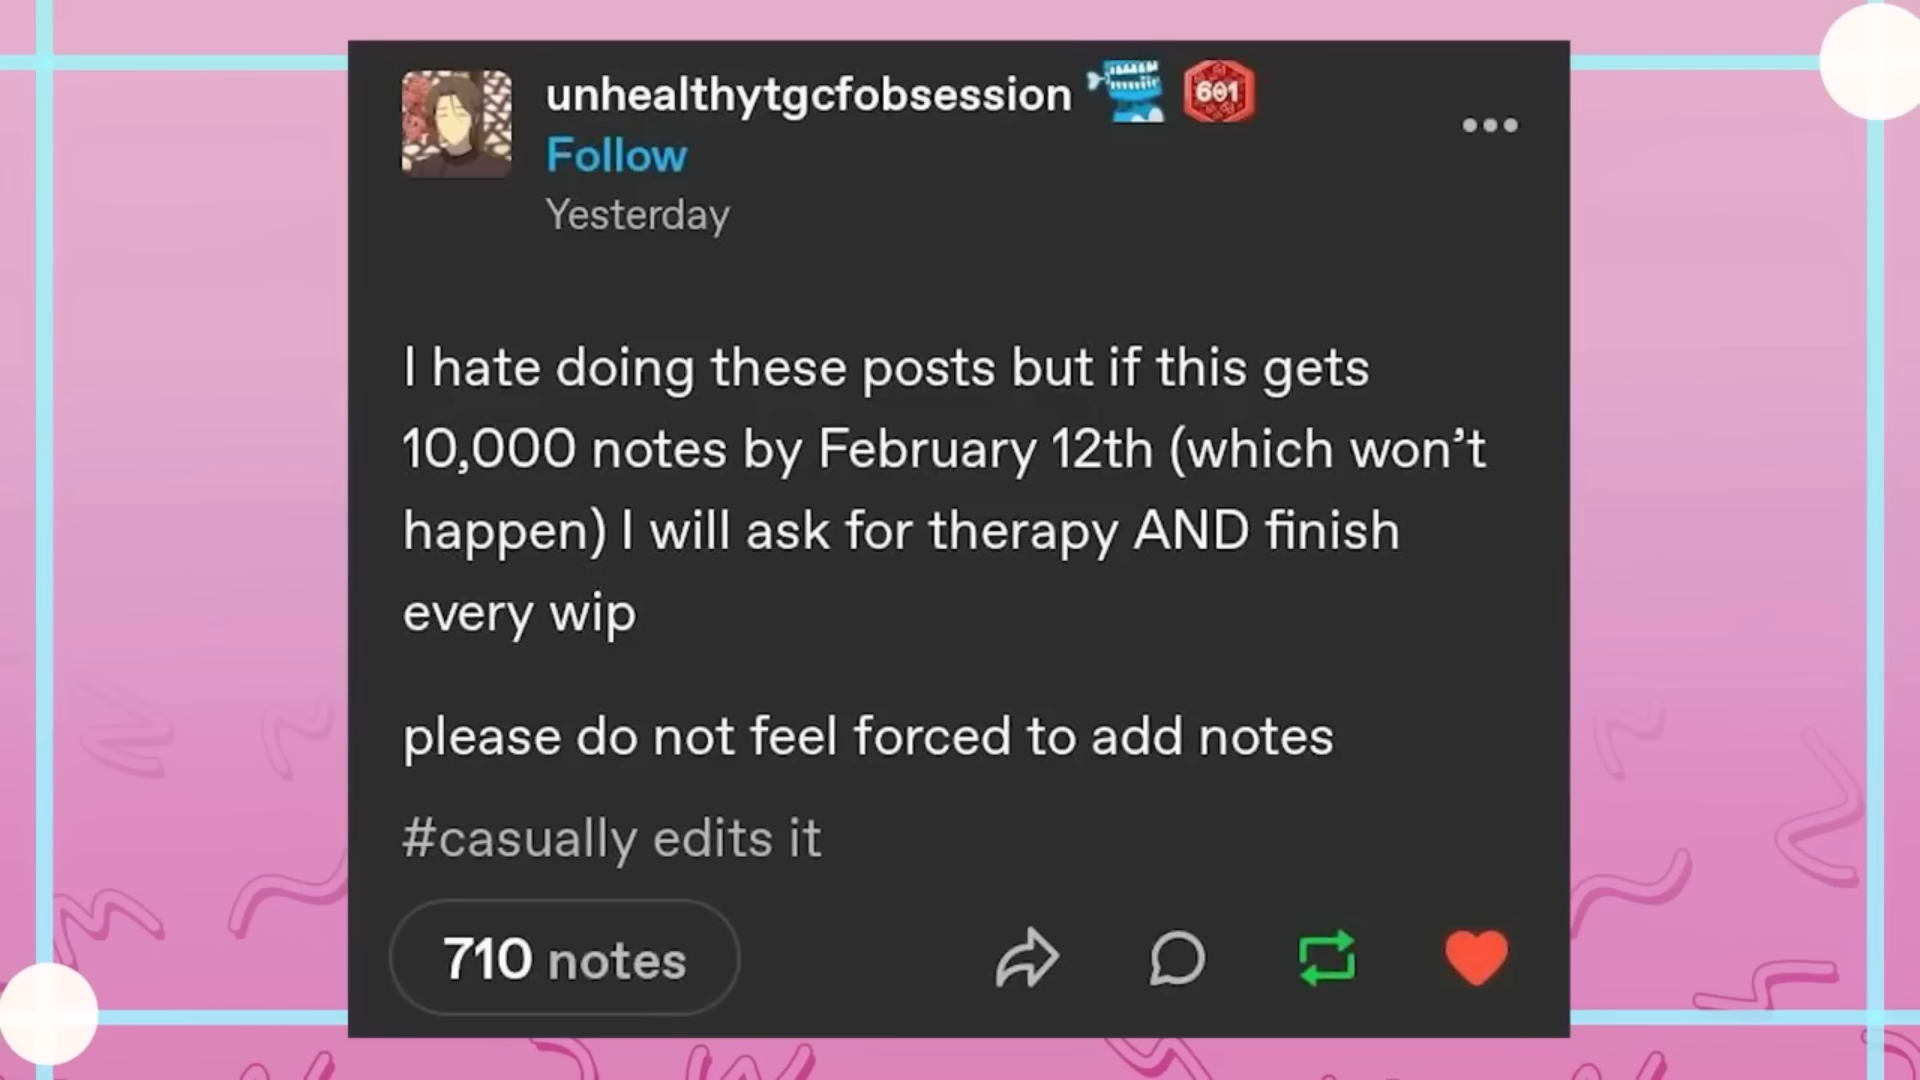 unhealthytgcfobsession
601
Follow
Yesterday
I hate doing these posts but if this gets
10,000 notes by February 12th (which won't
happen) I will ask for therapy AND finish
every wip
please do not feel forced to add notes
#casually edits it
710 notes